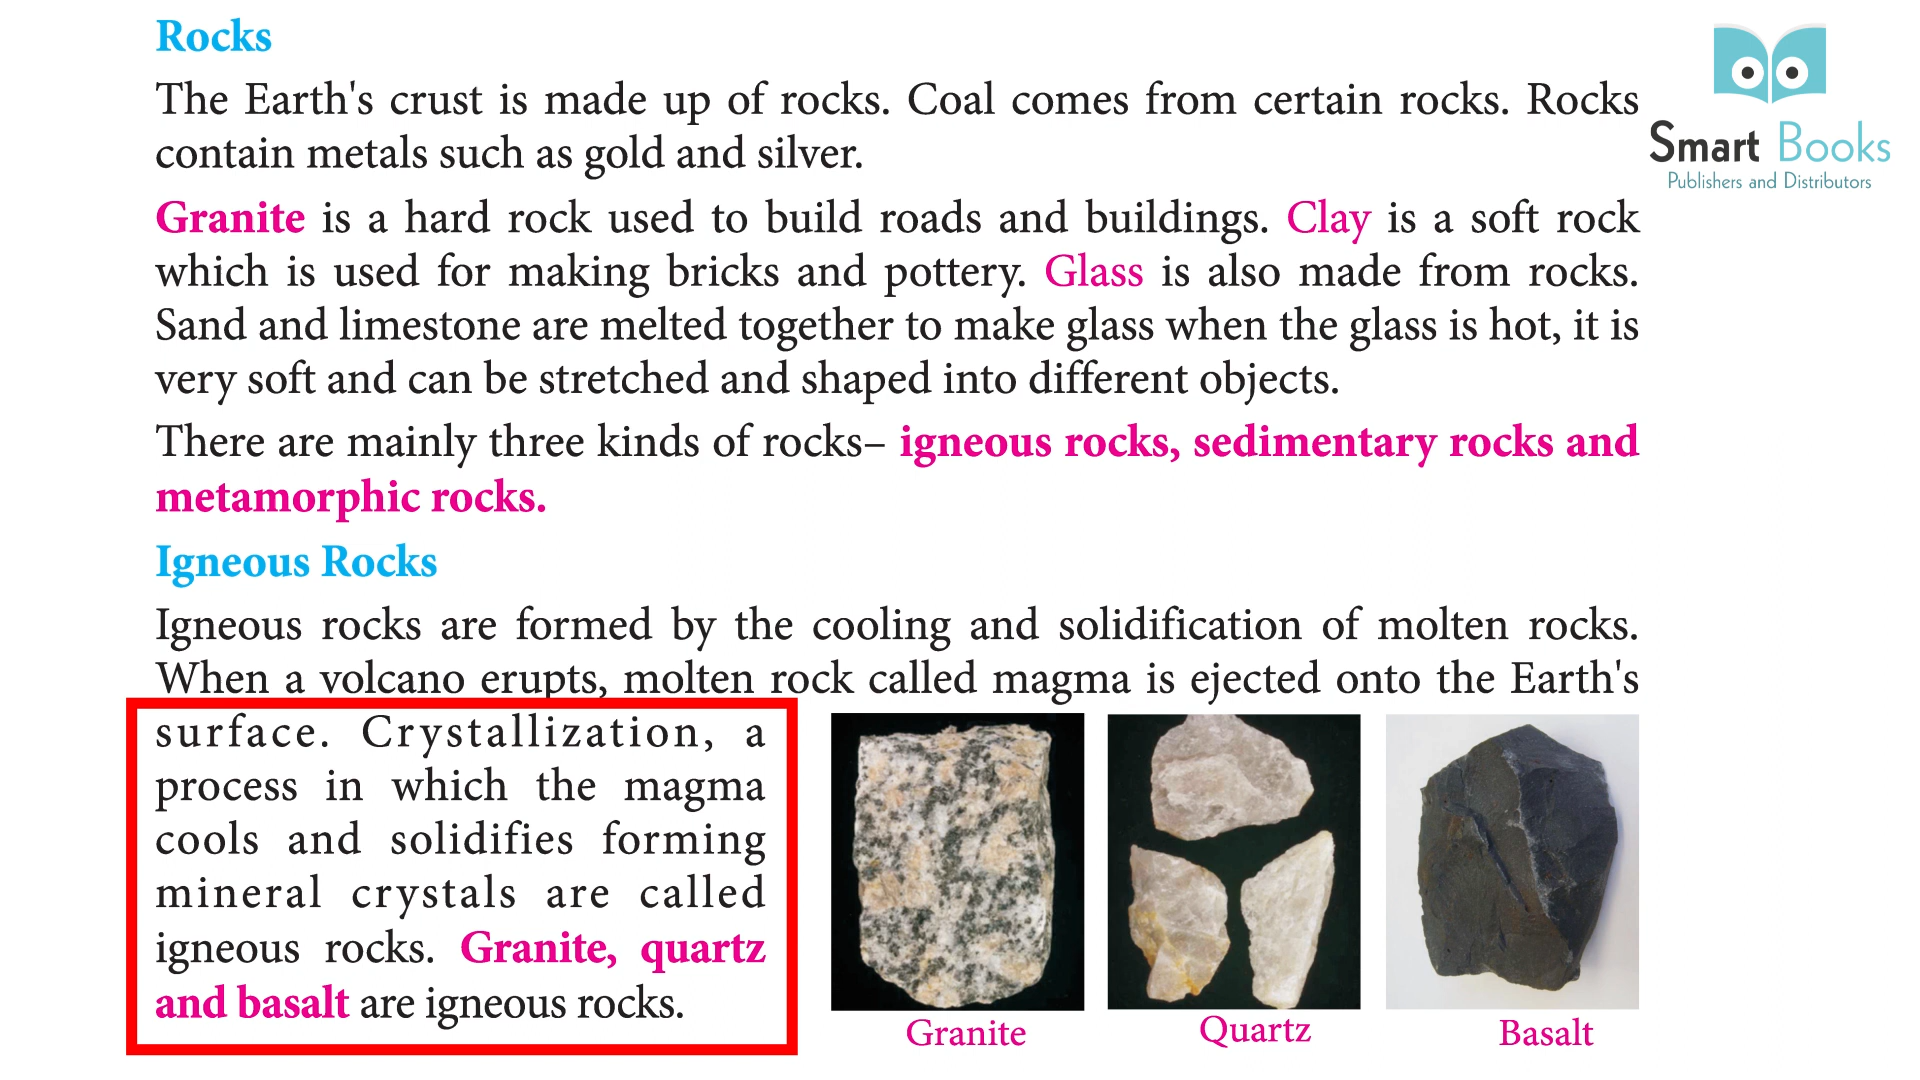 Rocks
The Earth's crust is made up of rocks. Coal comes from certain rocks. Rocks
contain metals such as gold and silver.
Granite is a hard rock used to build roads and buildings. Clay is a soft rock
which is used for making bricks and pottery. Glass is also made from rocks.
Sand and limestone are melted together to make glass when the glass is hot, it is
very soft and can be stretched and shaped into different objects.
There are mainly three kinds of rocks– igneous rocks, sedimentary rocks and
metamorphic rocks.
Igneous Rocks
Igneous rocks are formed by the cooling and solidification of molten rocks.
When a volcano erupts, molten rock called magma is ejected onto the Earth's
surface. Crystallization, a
process in which the magma
cools and solidifies forming
mineral crystals are called
igneous rocks. Granite, quartz
and basalt are igneous rocks.
Granite
Quartz
Basalt
Smart Books
Publishers and Distributors